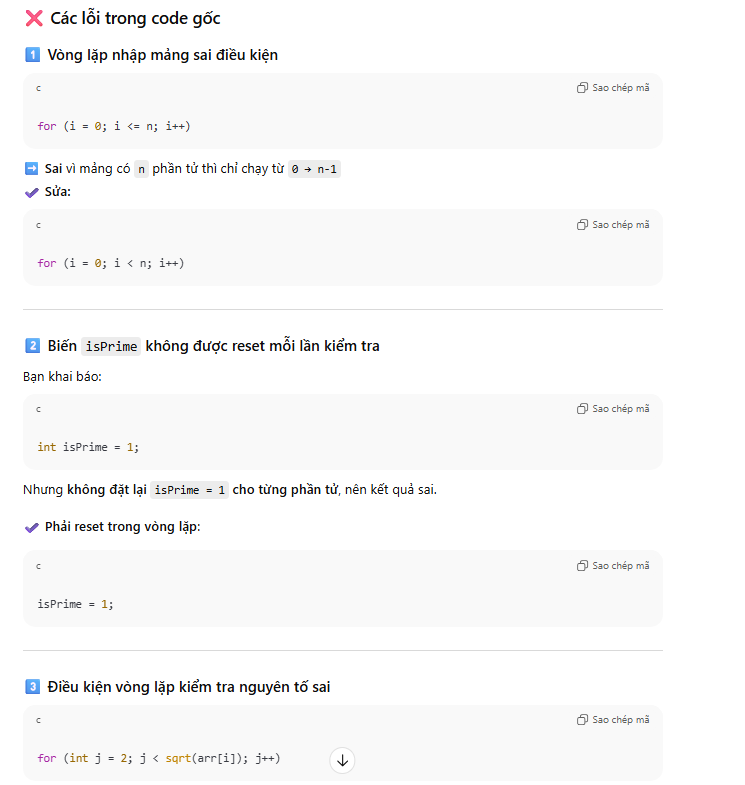 ❌ Các lỗi trong code gốc
1️⃣ Vòng lặp nhập mảng sai điều kiện
c Sao chép mã
for (i = 0; i <= n; i++)
➡️ Sai vì mảng có n phần tử thì chỉ chạy từ 0 → n-1
✔ Sửa:
c Sao chép mã
for (i = 0; i < n; i++)
2️⃣ Biến isPrime không được reset mỗi lần kiểm tra
Bạn khai báo:
c Sao chép mã
int isPrime = 1;
Nhưng không đặt lại isPrime = 1 cho từng phần tử, nên kết quả sai.
✔ Phải reset trong vòng lặp:
c Sao chép mã
isPrime = 1;
3️⃣ Điều kiện vòng lặp kiểm tra nguyên tố sai
c Sao chép mã
for (int j = 2; j < sqrt(arr[i]); j++)